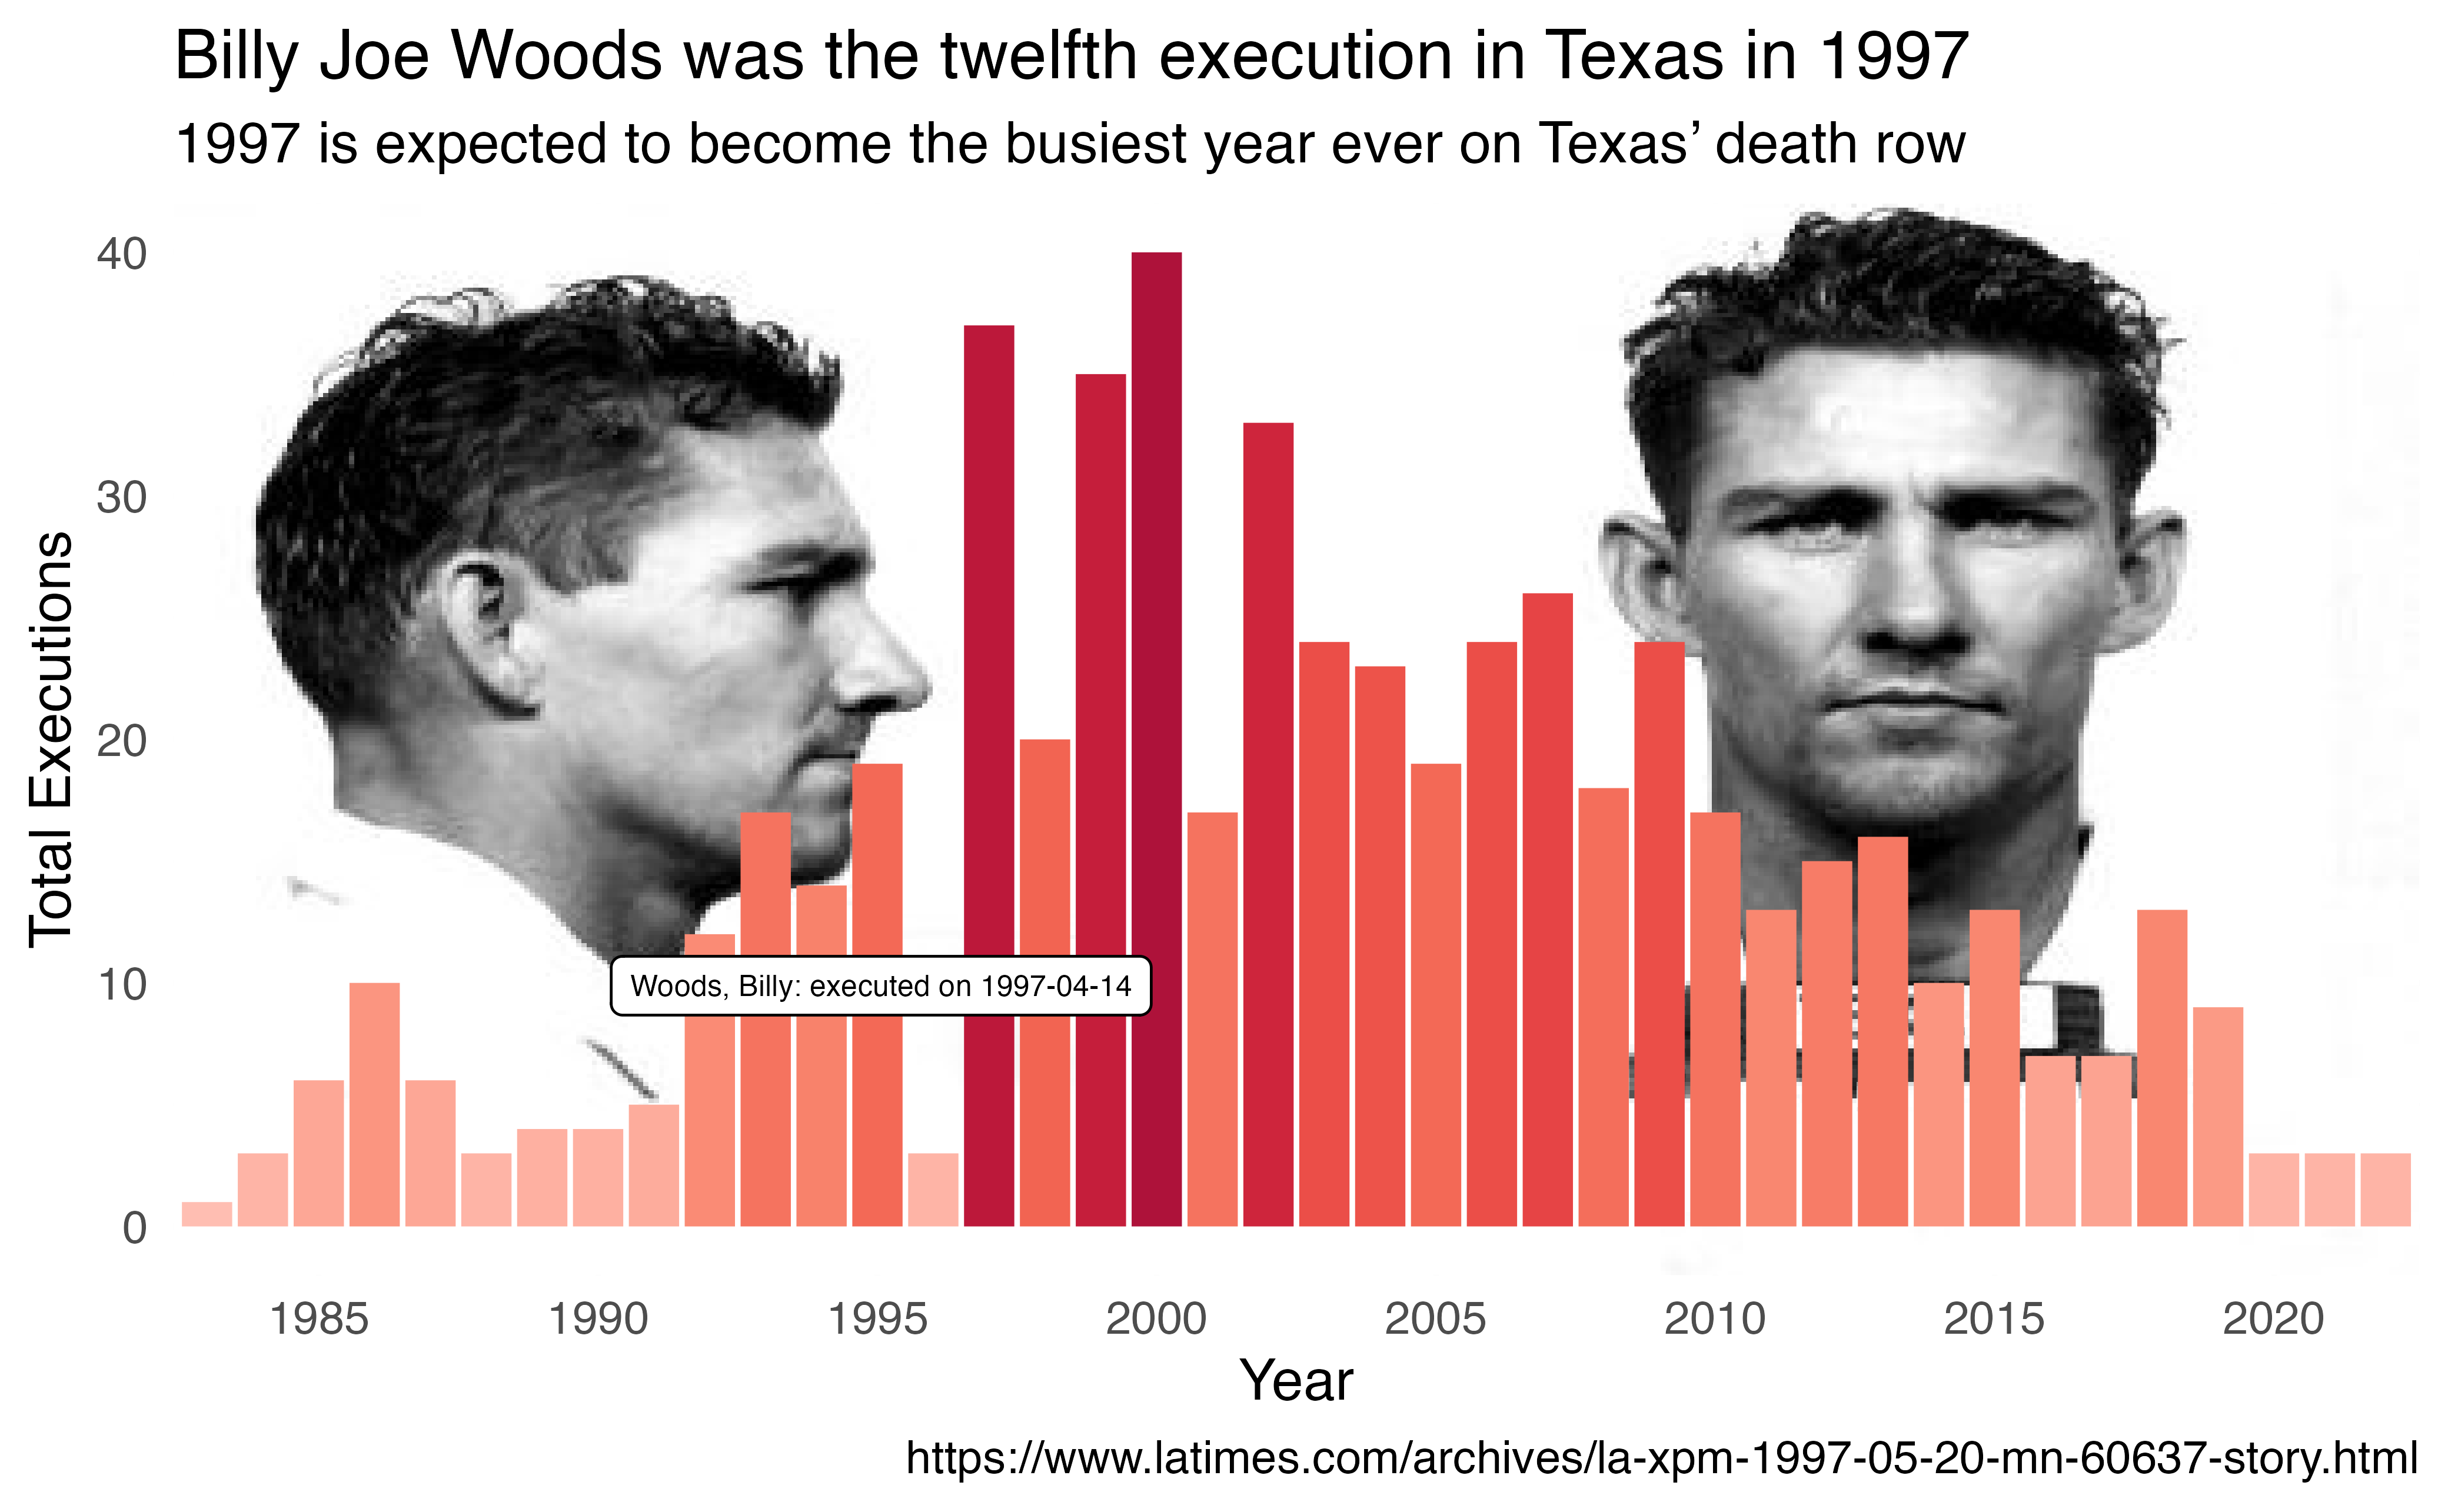 Billy Joe Woods was the twelfth execution in Texas in 1997
1997 is expected to become the busiest year ever on Texas’ death row
Total Executions
40
30
20
10
0
Woods, Billy: executed on 1997-04-14
1985 1990 1995 2000 2005 2010 2015 2020
Year
https://www.latimes.com/archives/la-xpm-1997-05-20-mn-60637-story.html